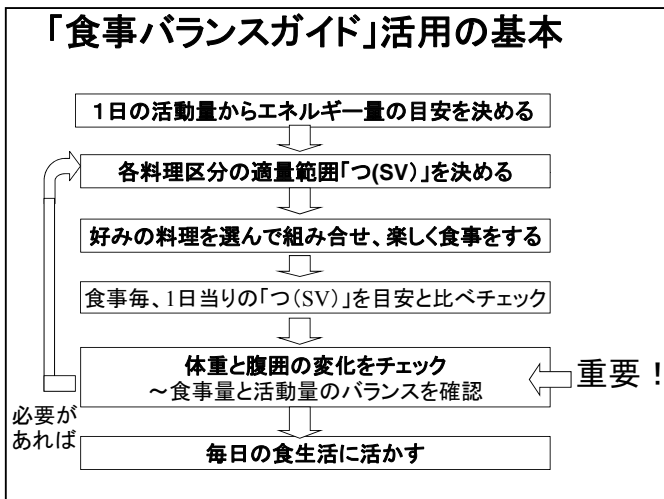 「食事バランスガイド」活用の基本
1日の活動量からエネルギー量の目安を決める
各料理区分の適量範囲「つ(SV)」を決める
好みの料理を選んで組み合せ、楽しく食事をする
食事毎、1日当りの「つ(SV)」を目安と比べチェック
体重と腹囲の変化をチェック
～食事量と活動量のバランスを確認
重要！
必要が
あれば
毎日の食生活に活かす